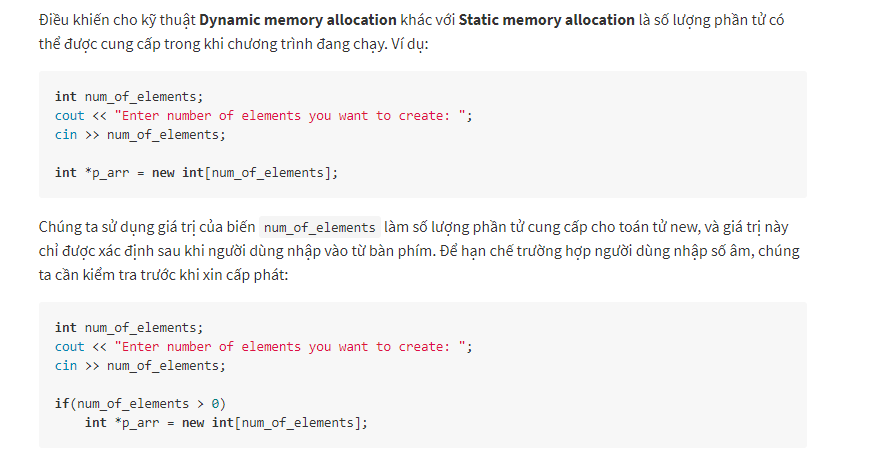 Điều khiến cho kỹ thuật Dynamic memory allocation khác với Static memory allocation là số lượng phần tử có
thể được cung cấp trong khi chương trình đang chạy. Ví dụ:
int num_of_elements;
cout << "Enter number of elements you want to create: ";
cin >> num_of_elements;
int *p_arr = new int[num_of_elements];
Chúng ta sử dụng giá trị của biến num_of_elements làm số lượng phần tử cung cấp cho toán tử new, và giá trị này
chỉ được xác định sau khi người dùng nhập vào từ bàn phím. Để hạn chế trường hợp người dùng nhập số âm, chúng
ta cần kiểm tra trước khi xin cấp phát:
int num_of_elements;
cout << "Enter number of elements you want to create: ";
cin >> num_of_elements;
if(num_of_elements > 0)
    int *p_arr = new int[num_of_elements];